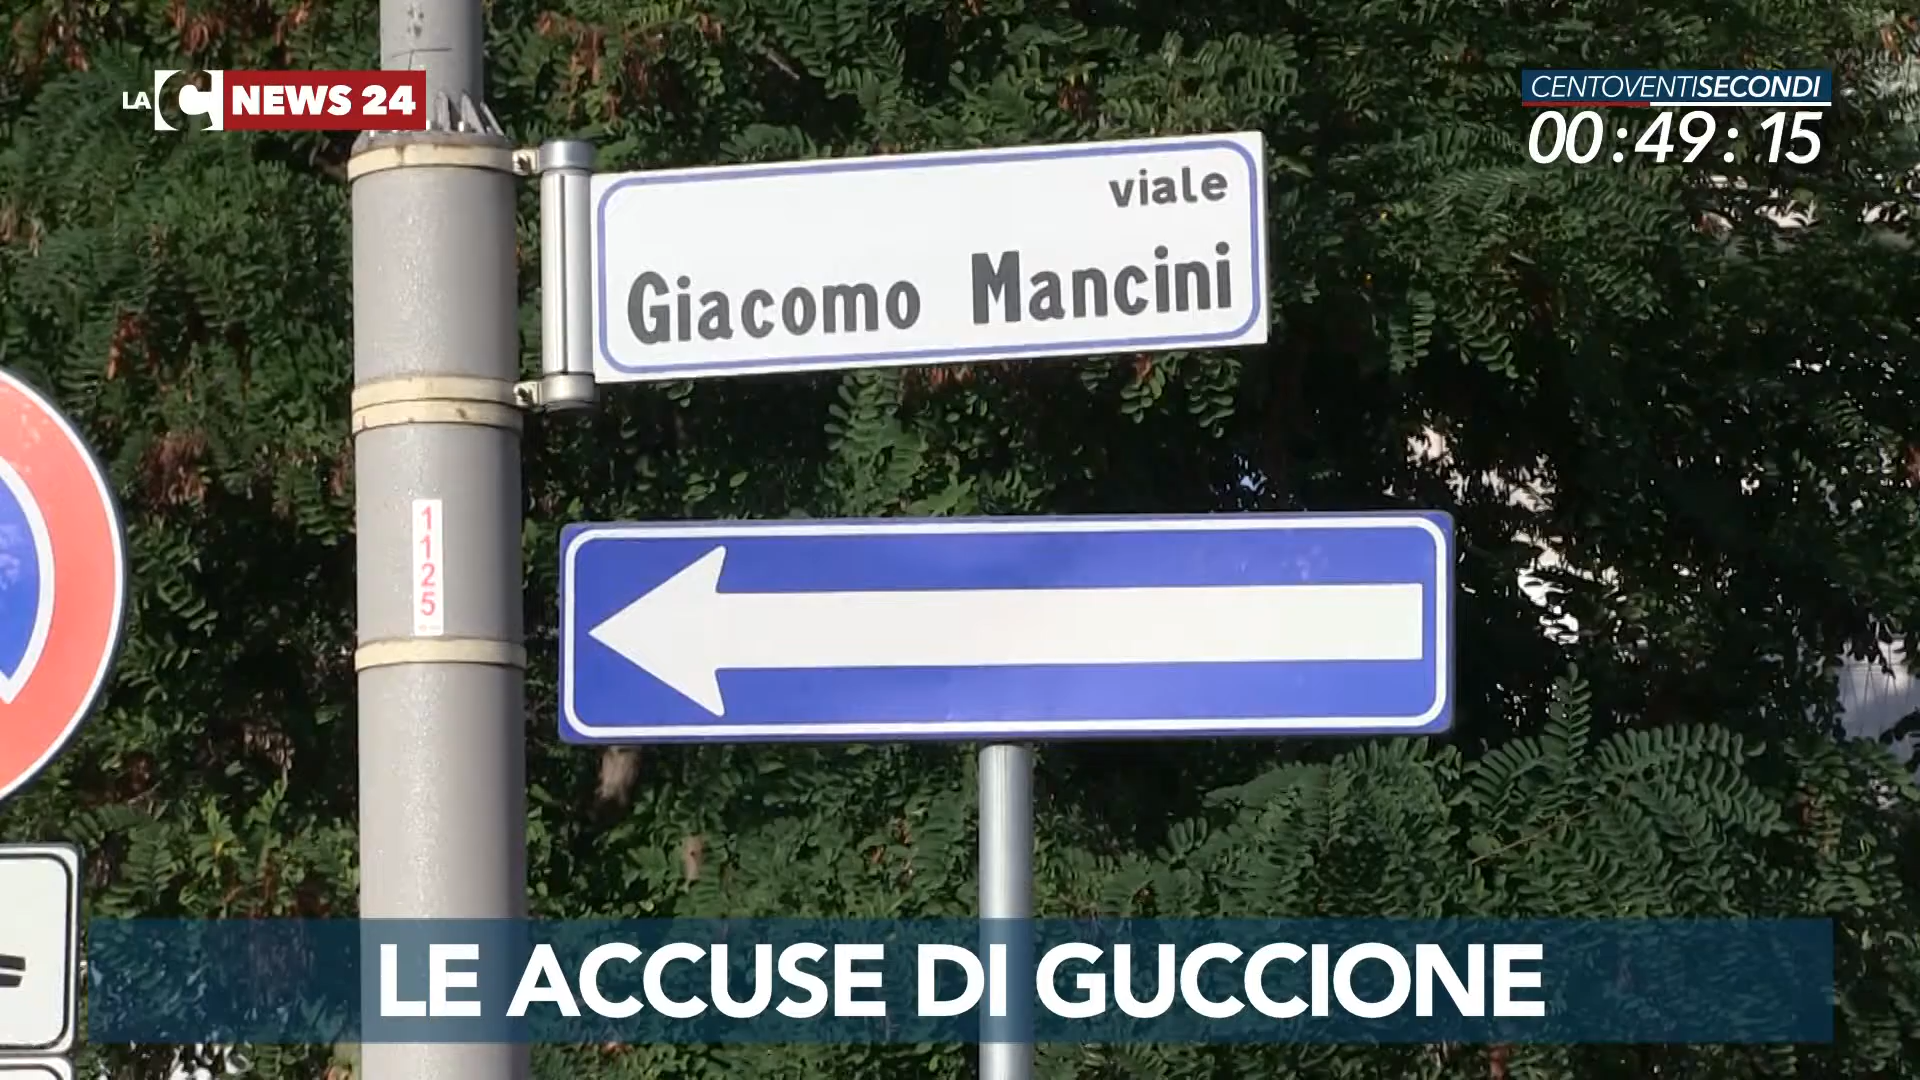 LA C NEWS 24
CENTOVENTISECONDI
00:49:15
viale
Giacomo Mancini
1125
LE ACCUSE DI GUCCIONE